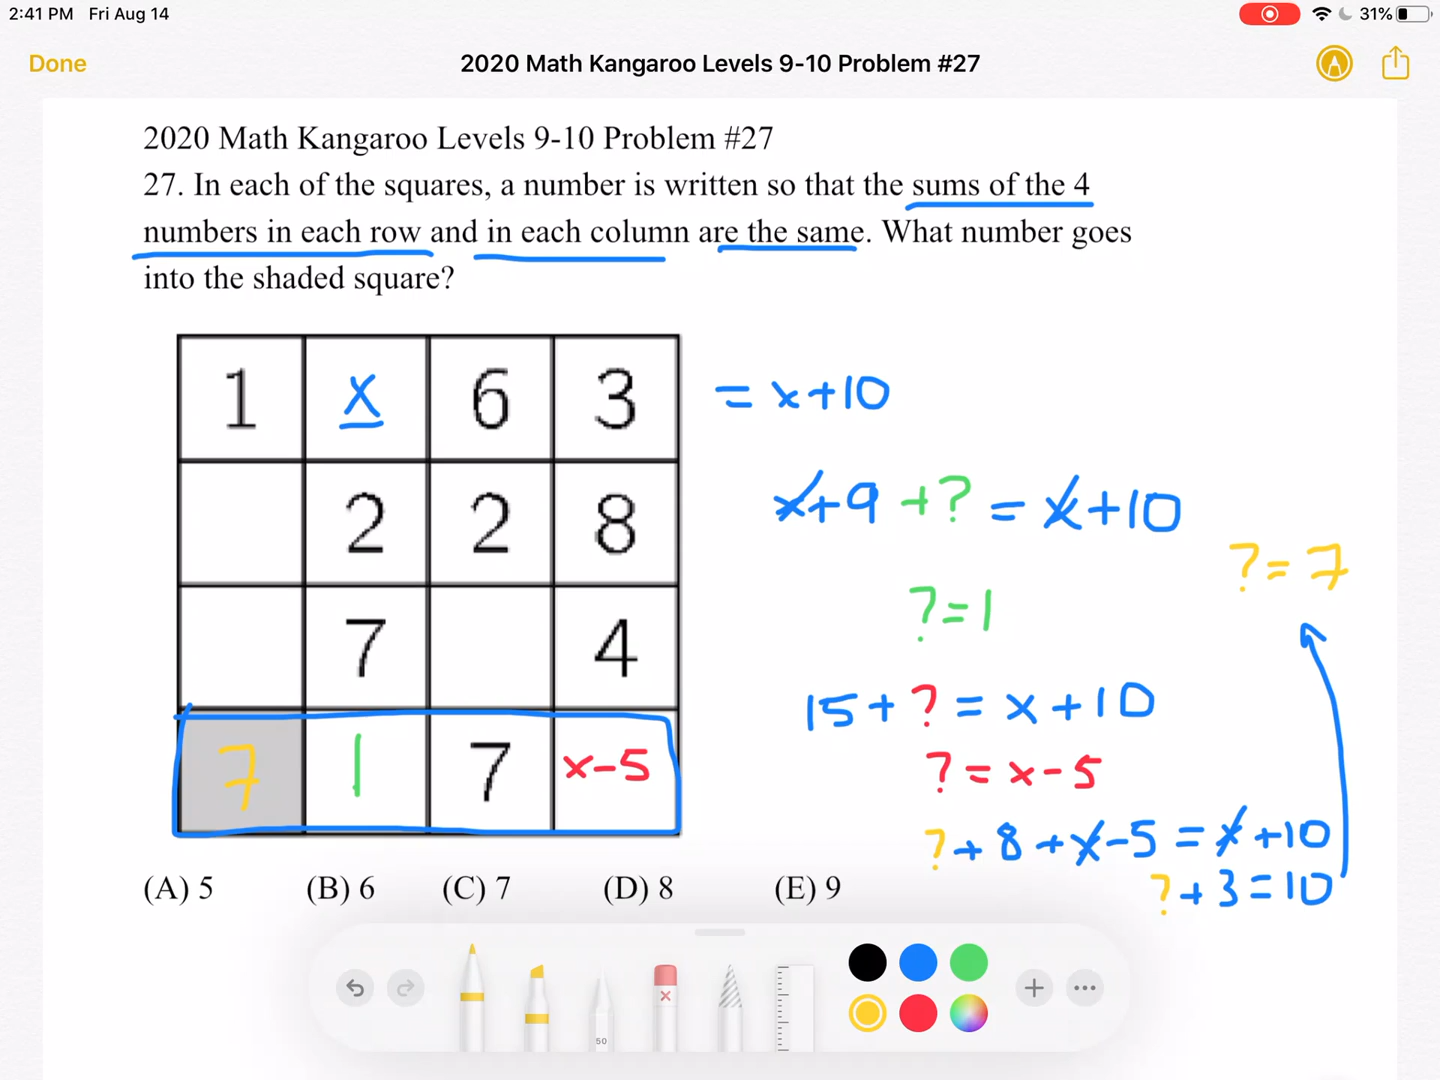 2:41 PM Fri Aug 14 31%
Done 2020 Math Kangaroo Levels 9-10 Problem #27
2020 Math Kangaroo Levels 9-10 Problem #27
27. In each of the squares, a number is written so that the sums of the 4
numbers in each row and in each column are the same. What number goes
into the shaded square?
1 x 6 3 = x+10
2 2 8 x+9 +? = x+10
?= 7
7 4 ?=1
15+?= x+10
7 1 7 x-5 ?= x-5
?+ 8 +x-5 = x+10
(A) 5 (B) 6 (C) 7 (D) 8 (E) 9 ?+ 3 = 10
50